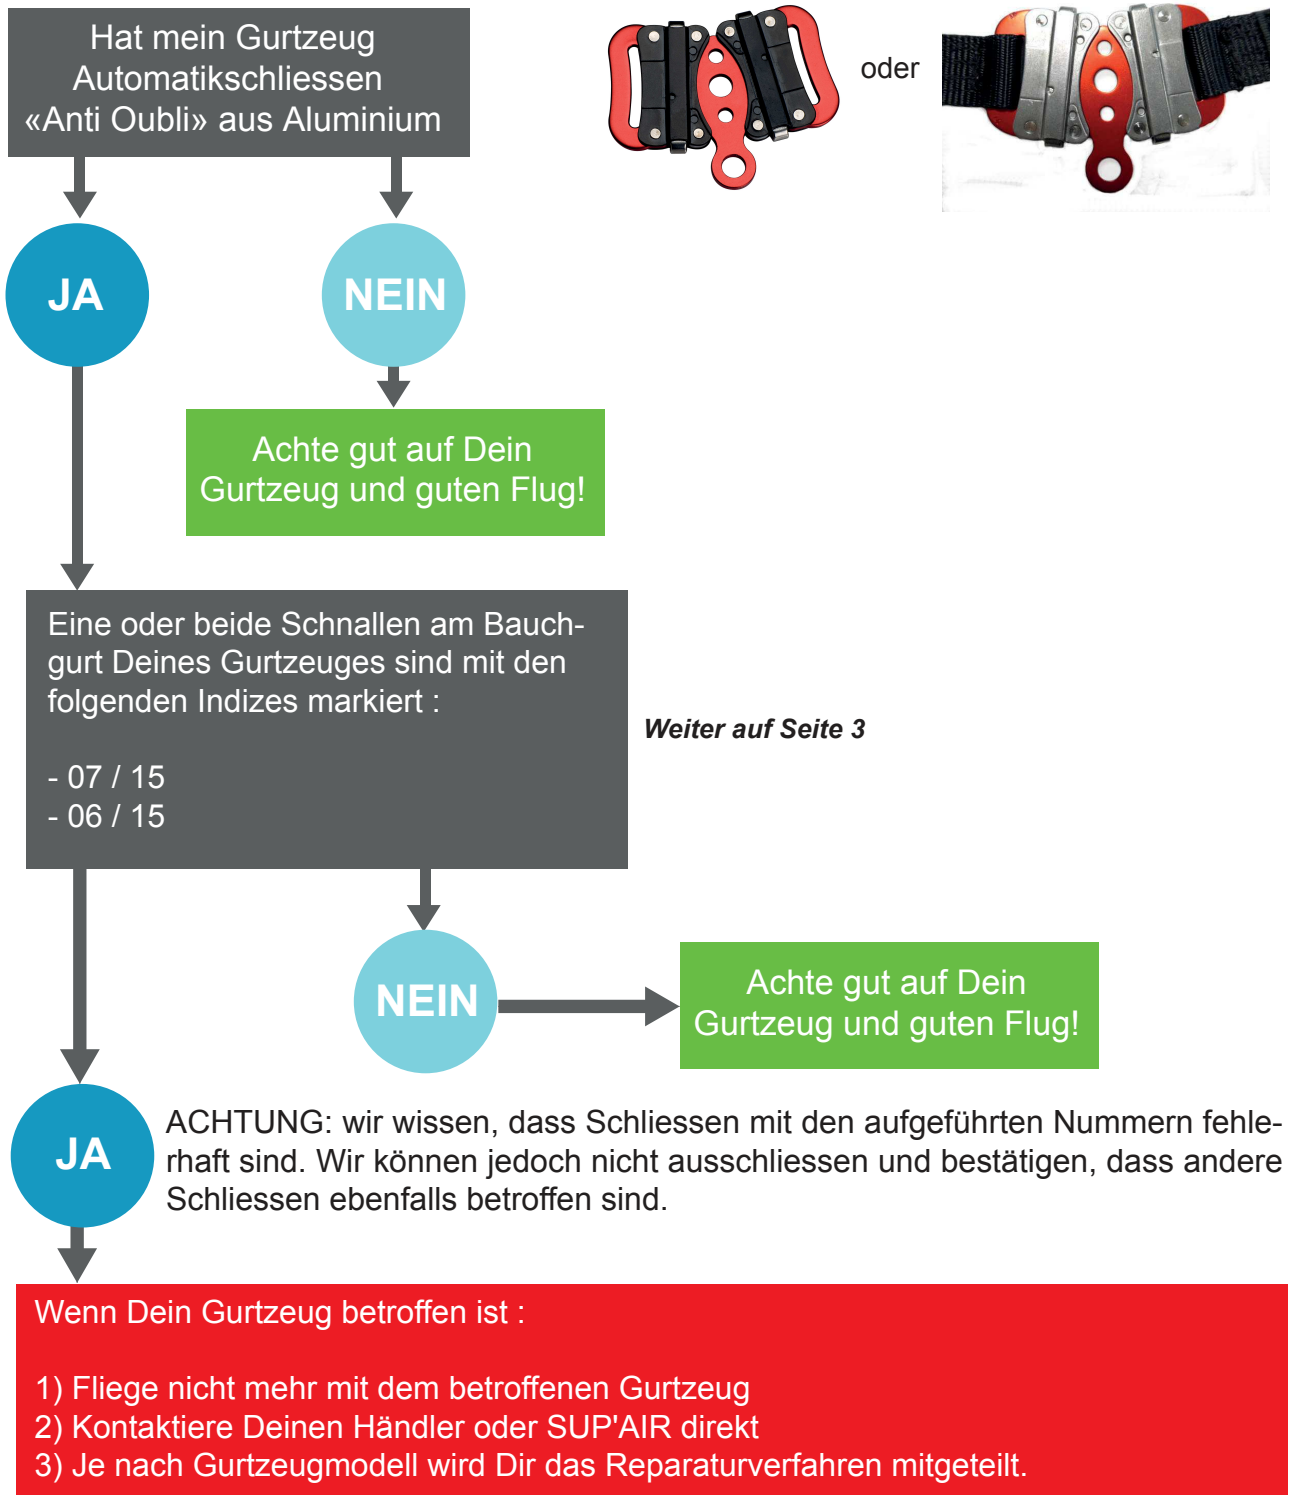 Hat mein Gurtzeug
Automatikschliessen
«Anti Oubli» aus Aluminium
oder
JA
NEIN
Achte gut auf Dein
Gurtzeug und guten Flug!
Eine oder beide Schnallen am Bauch-
gurt Deines Gurtzeuges sind mit den
folgenden Indizes markiert :
- 07 / 15
- 06 / 15
Weiter auf Seite 3
NEIN
Achte gut auf Dein
Gurtzeug und guten Flug!
JA
ACHTUNG: wir wissen, dass Schliessen mit den aufgeführten Nummern fehle-
rhaft sind. Wir können jedoch nicht ausschliessen und bestätigen, dass andere
Schliessen ebenfalls betroffen sind.
Wenn Dein Gurtzeug betroffen ist :
1) Fliege nicht mehr mit dem betroffenen Gurtzeug
2) Kontaktiere Deinen Händler oder SUP'AIR direkt
3) Je nach Gurtzeugmodell wird Dir das Reparaturverfahren mitgeteilt.